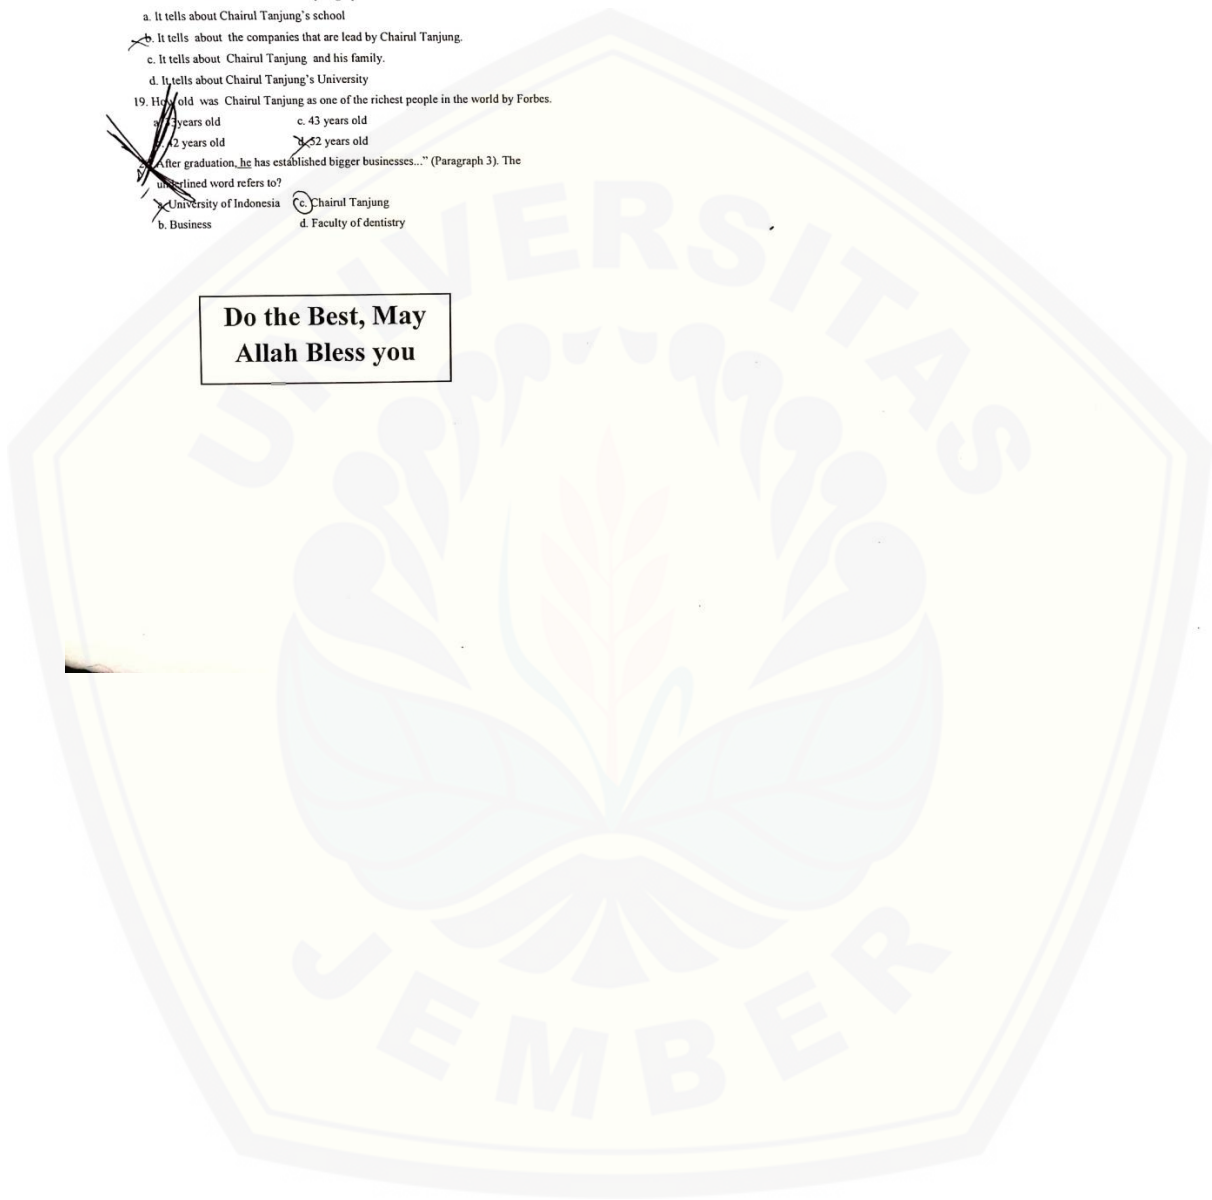 a. It tells about Chairul Tanjung's school
b. It tells about the companies that are lead by Chairul Tanjung.
c. It tells about Chairul Tanjung and his family.
d. It tells about Chairul Tanjung's University
19. How old was Chairul Tanjung as one of the richest people in the world by Forbes.
years old c. 43 years old
42 years old d. 52 years old
After graduation, he has established bigger businesses..." (Paragraph 3). The
underlined word refers to?
a. University of Indonesia c. Chairul Tanjung
b. Business d. Faculty of dentistry
Do the Best, May
Allah Bless you
UNIVERSITAS
JEMBER